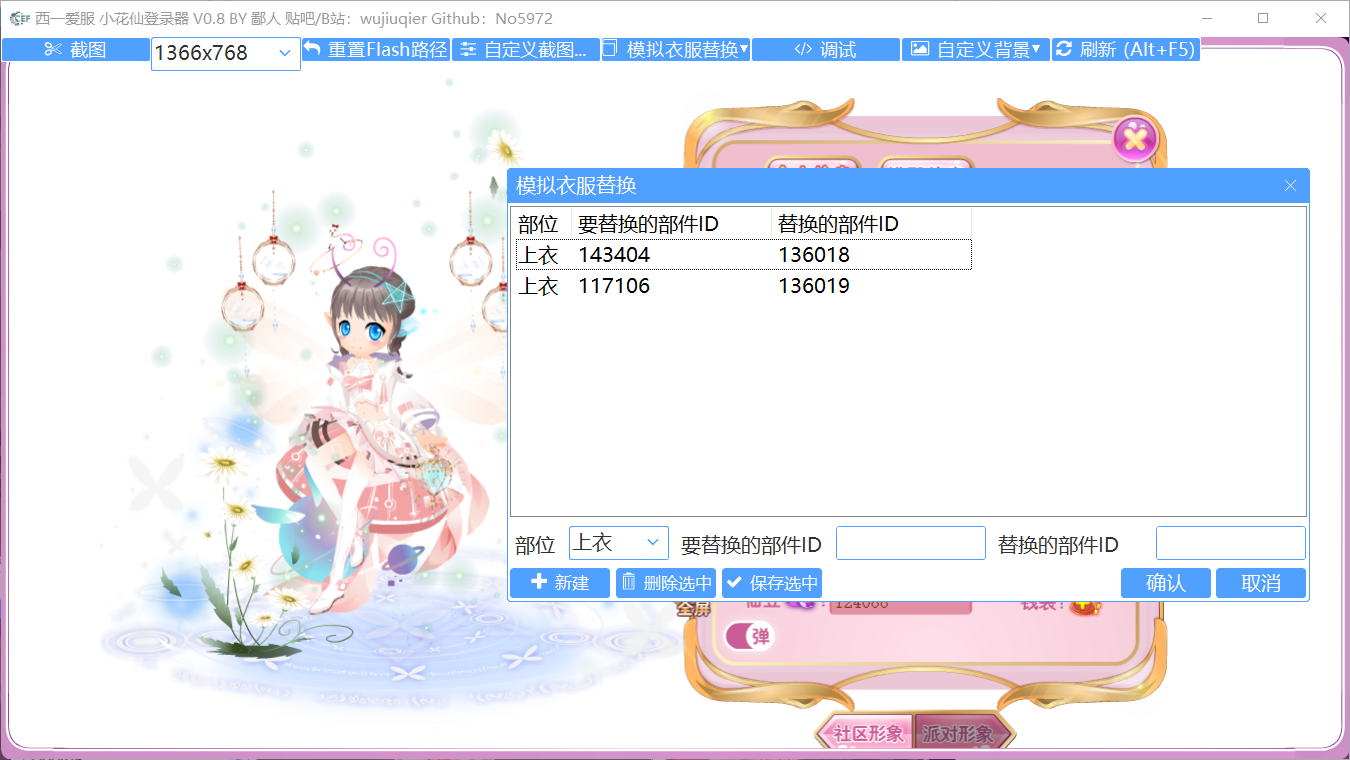 西一爱服 小花仙登录器 V0.8 BY 鄙人 贴吧/B站：wujiuqier Github：No5972
截图
1366x768
重置Flash路径
自定义截图...
模拟衣服替换▾
</> 调试
自定义背景▾
刷新 (Alt+F5)
模拟衣服替换
部位 要替换的部件ID 替换的部件ID
上衣 143404 136018
上衣 117106 136019
部位 上衣 要替换的部件ID 替换的部件ID
新建 删除选中 保存选中 确认 取消
全屏
124088
弹
社区形象 派对形象